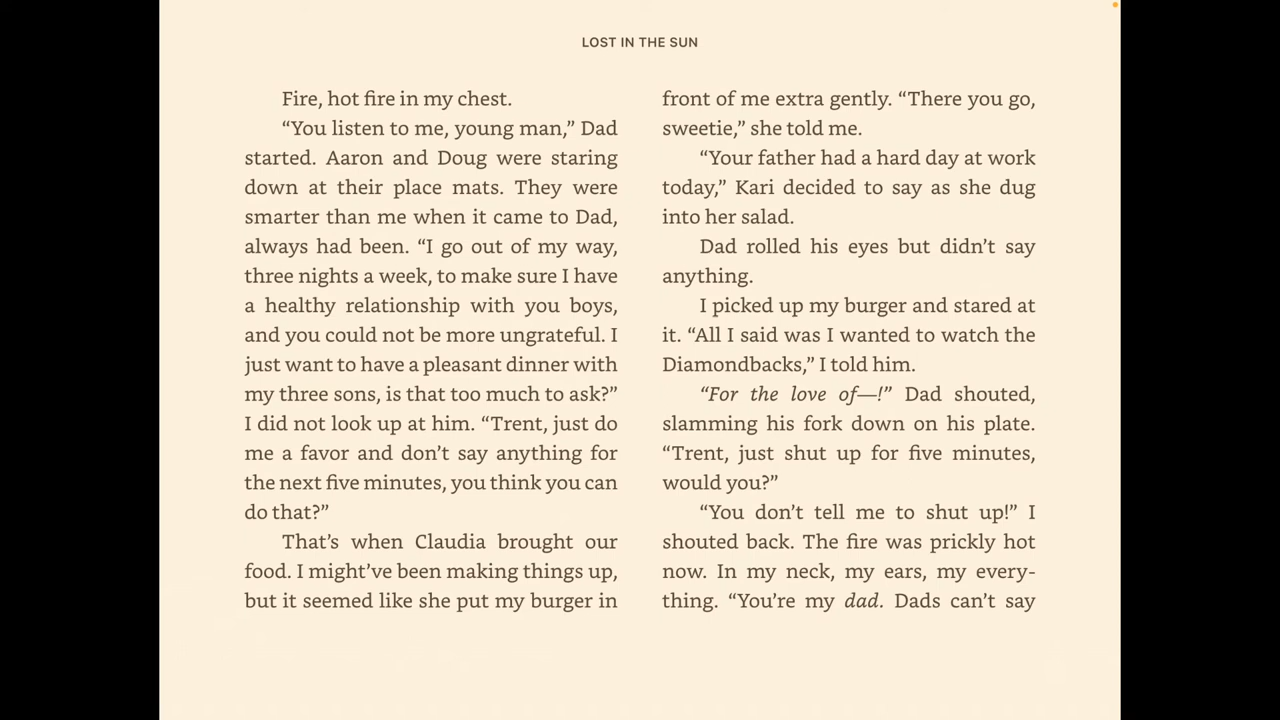 LOST IN THE SUN
Fire, hot fire in my chest.
“You listen to me, young man,” Dad
started. Aaron and Doug were staring
down at their place mats. They were
smarter than me when it came to Dad,
always had been. “I go out of my way,
three nights a week, to make sure I have
a healthy relationship with you boys,
and you could not be more ungrateful. I
just want to have a pleasant dinner with
my three sons, is that too much to ask?”
I did not look up at him. “Trent, just do
me a favor and don’t say anything for
the next five minutes, you think you can
do that?”
That’s when Claudia brought our
food. I might’ve been making things up,
but it seemed like she put my burger in
front of me extra gently. “There you go,
sweetie,” she told me.
“Your father had a hard day at work
today,” Kari decided to say as she dug
into her salad.
Dad rolled his eyes but didn’t say
anything.
I picked up my burger and stared at
it. “All I said was I wanted to watch the
Diamondbacks,” I told him.
“For the love of—!” Dad shouted,
slamming his fork down on his plate.
“Trent, just shut up for five minutes,
would you?”
“You don’t tell me to shut up!” I
shouted back. The fire was prickly hot
now. In my neck, my ears, my every-
thing. “You’re my dad. Dads can’t say